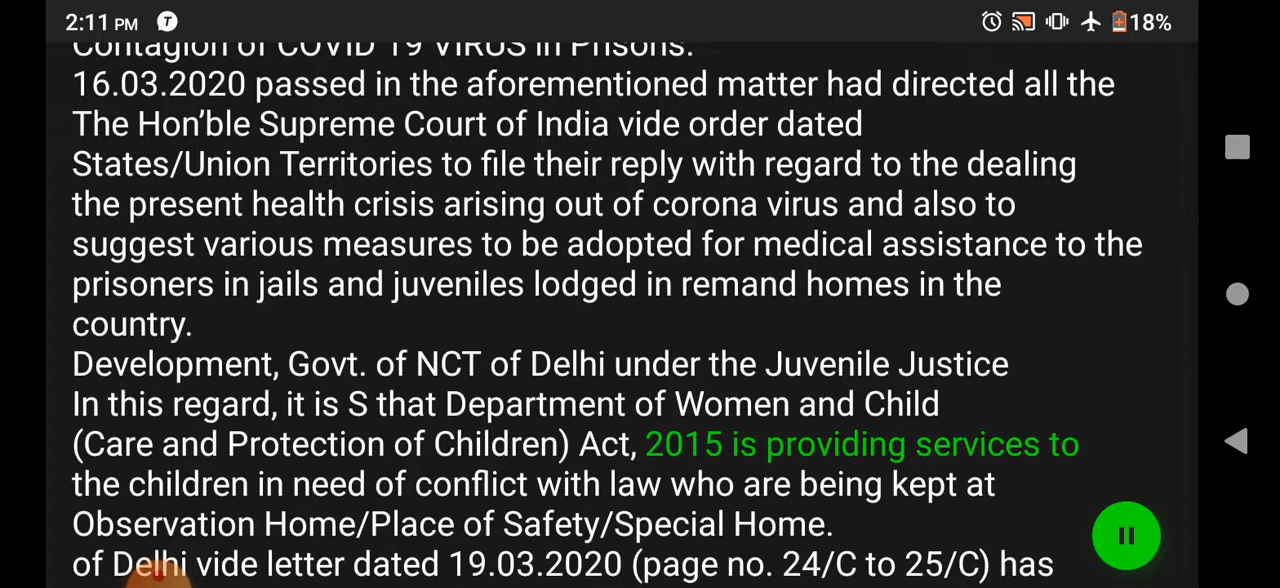 2:11 PM T 18%
Contagion of COVID 19 VIRUS in Prisons.
16.03.2020 passed in the aforementioned matter had directed all the
The Hon’ble Supreme Court of India vide order dated
States/Union Territories to file their reply with regard to the dealing
the present health crisis arising out of corona virus and also to
suggest various measures to be adopted for medical assistance to the
prisoners in jails and juveniles lodged in remand homes in the
country.
Development, Govt. of NCT of Delhi under the Juvenile Justice
In this regard, it is S that Department of Women and Child
(Care and Protection of Children) Act, 2015 is providing services to
the children in need of conflict with law who are being kept at
Observation Home/Place of Safety/Special Home.
of Delhi vide letter dated 19.03.2020 (page no. 24/C to 25/C) has